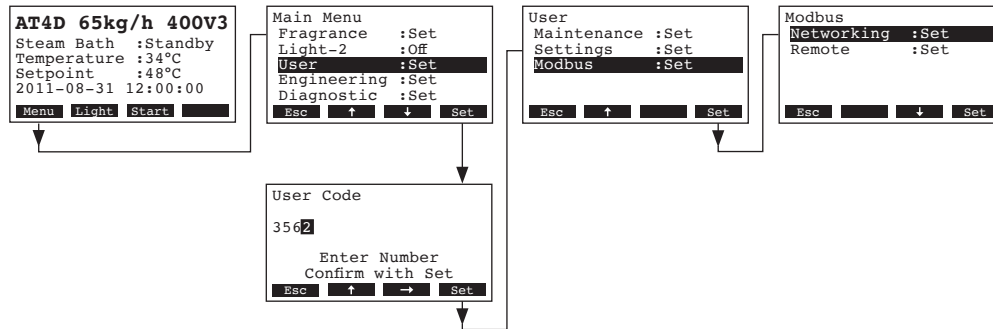 AT4D 65kg/h 400V3
Steam Bath :Standby
Temperature :34°C
Setpoint :48°C
2011-08-31 12:00:00
Menu Light Start
Main Menu
Fragrance :Set
Light-2 :Off
User :Set
Engineering :Set
Diagnostic :Set
Esc ↑ ↓ Set
User Code
3562
Enter Number
Confirm with Set
Esc ↑ → Set
User
Maintenance :Set
Settings :Set
Modbus :Set
Esc ↑ Set
Modbus
Networking :Set
Remote :Set
Esc ↓ Set